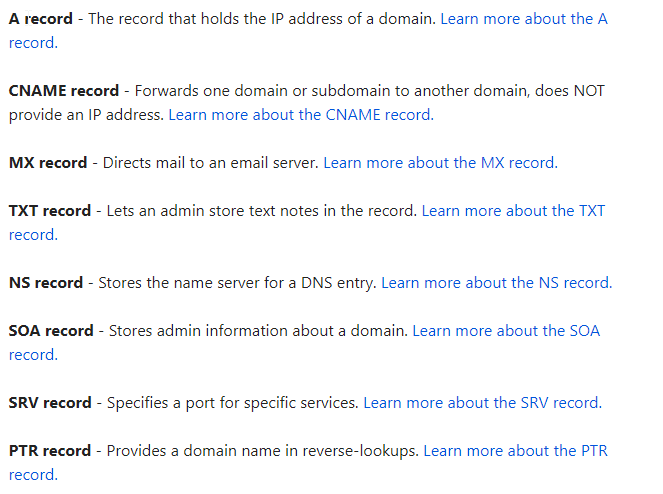 A record - The record that holds the IP address of a domain. Learn more about the A
record.
CNAME record - Forwards one domain or subdomain to another domain, does NOT
provide an IP address. Learn more about the CNAME record.
MX record - Directs mail to an email server. Learn more about the MX record.
TXT record - Lets an admin store text notes in the record. Learn more about the TXT
record.
NS record - Stores the name server for a DNS entry. Learn more about the NS record.
SOA record - Stores admin information about a domain. Learn more about the SOA
record.
SRV record - Specifies a port for specific services. Learn more about the SRV record.
PTR record - Provides a domain name in reverse-lookups. Learn more about the PTR
record.